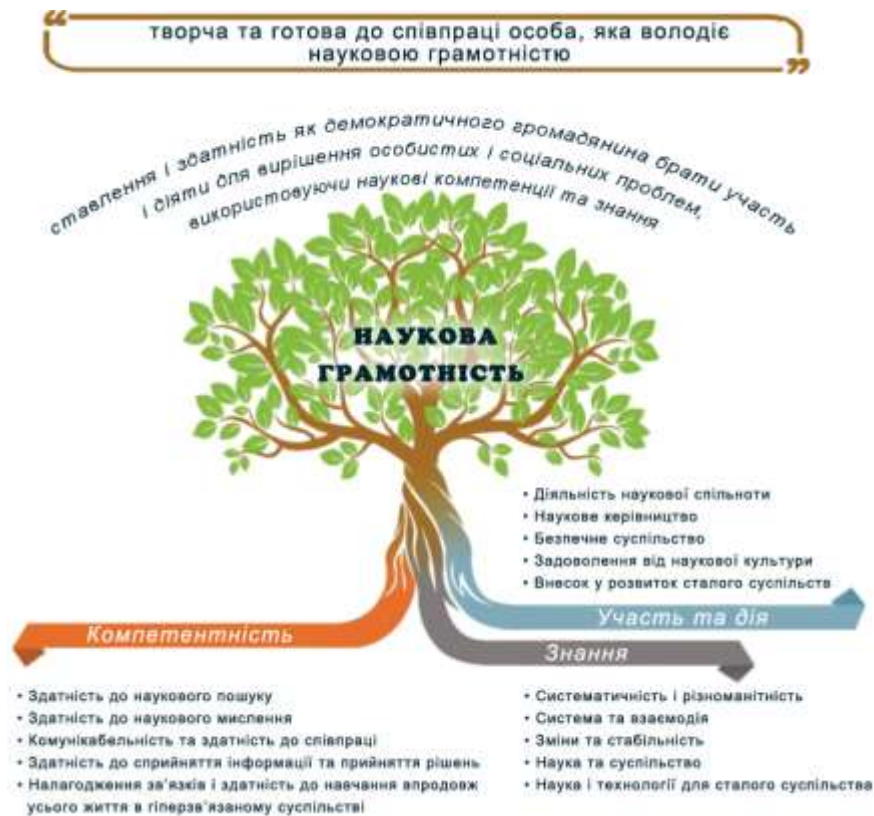 творча та готова до співпраці особа, яка володіє
науковою грамотністю
ставлення і здатність як демократичного громадянина брати участь
і діяти для вирішення особистих і соціальних проблем,
використовуючи наукові компетенції та знання
НАУКОВА
ГРАМОТНІСТЬ
• Діяльність наукової спільноти
• Наукове керівництво
• Безпечне суспільство
• Задоволення від наукової культури
• Внесок у розвиток сталого суспільств
Участь та дія
Компетентність
Знання
• Здатність до наукового пошуку
• Здатність до наукового мислення
• Комунікабельність та здатність до співпраці
• Здатність до сприйняття інформації та прийняття рішень
• Налагодження зв'язків і здатність до навчання впродовж
усього життя в гіперзв'язаному суспільстві
• Систематичність і різноманітність
• Система та взаємодія
• Зміни та стабільність
• Наука та суспільство
• Наука і технології для сталого суспільства